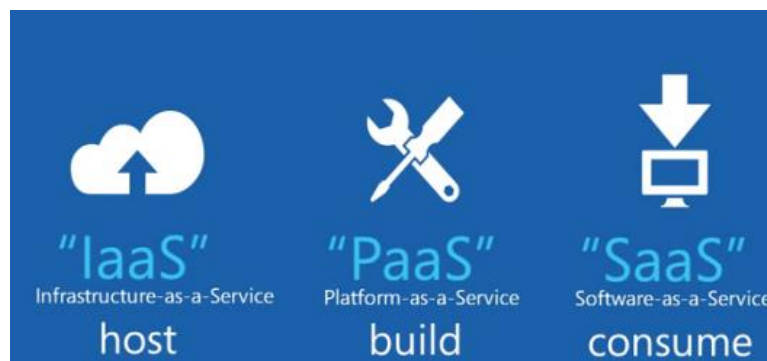 “IaaS”
Infrastructure-as-a-Service
host
“PaaS”
Platform-as-a-Service
build
“SaaS”
Software-as-a-Service
consume